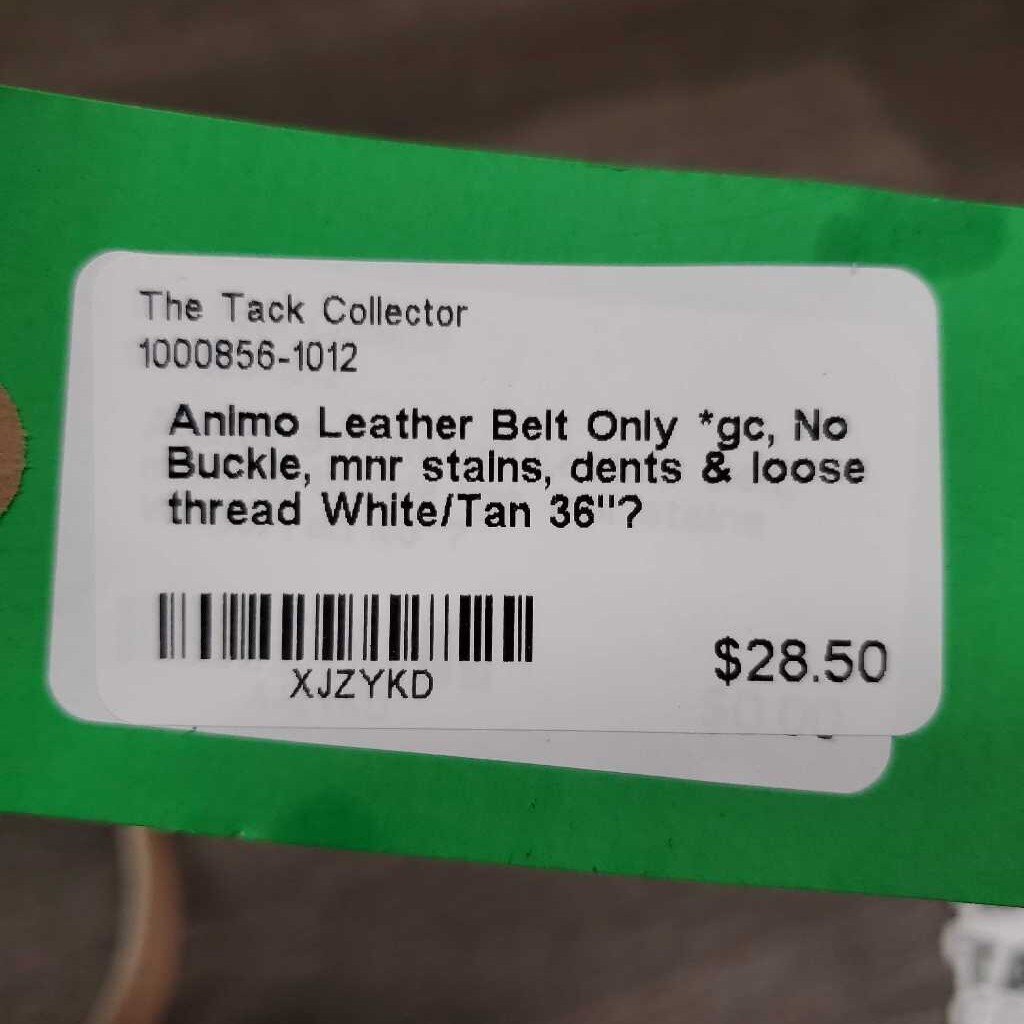 The Tack Collector
1000856-1012
Animo Leather Belt Only *gc, No
Buckle, mnr stains, dents & loose
thread White/Tan 36"?
XJZYKD
$28.50